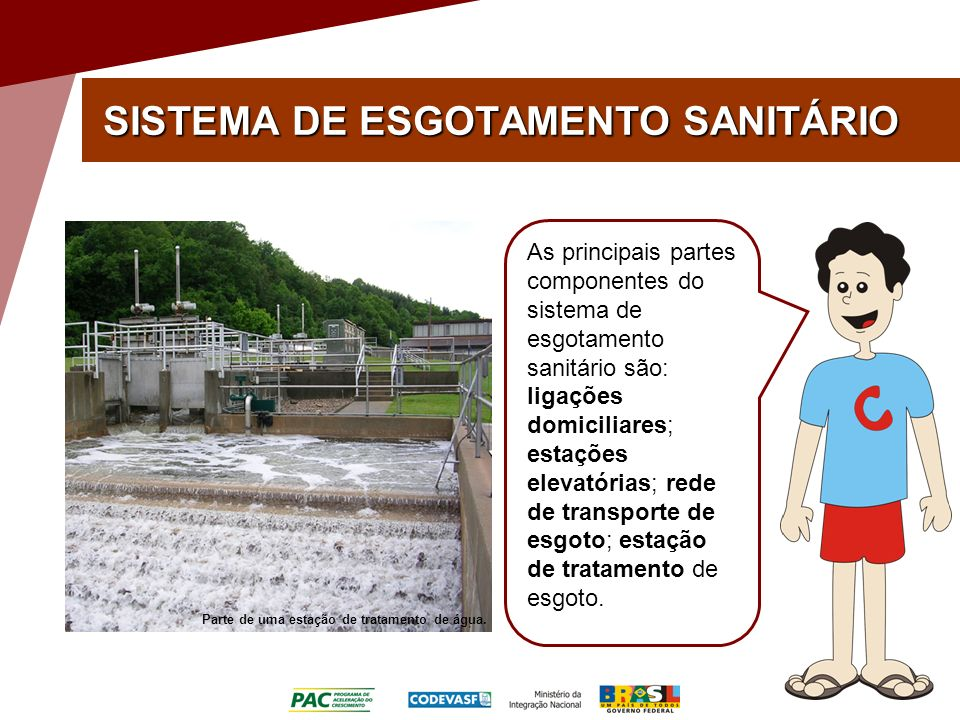 SISTEMA DE ESGOTAMENTO SANITÁRIO
As principais partes
componentes do
sistema de
esgotamento
sanitário são:
ligações
domiciliares;
estações
elevatórias; rede
de transporte de
esgoto; estação
de tratamento de
esgoto.
Parte de uma estação de tratamento de água.
C
PAC PROGRAMA DE
ACELERAÇÃO DO
CRESCIMENTO
CODEVASF
Ministério da
Integração Nacional
BRASIL
UM PAÍS DE TODOS
GOVERNO FEDERAL